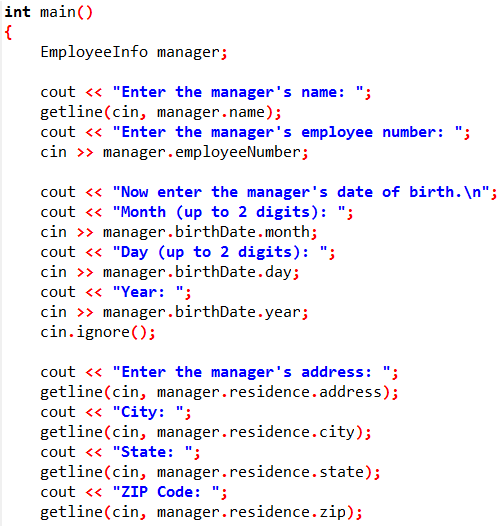 int main()
{
    EmployeeInfo manager;

    cout << "Enter the manager's name: ";
    getline(cin, manager.name);
    cout << "Enter the manager's employee number: ";
    cin >> manager.employeeNumber;

    cout << "Now enter the manager's date of birth.\n";
    cout << "Month (up to 2 digits): ";
    cin >> manager.birthDate.month;
    cout << "Day (up to 2 digits): ";
    cin >> manager.birthDate.day;
    cout << "Year: ";
    cin >> manager.birthDate.year;
    cin.ignore();

    cout << "Enter the manager's address: ";
    getline(cin, manager.residence.address);
    cout << "City: ";
    getline(cin, manager.residence.city);
    cout << "State: ";
    getline(cin, manager.residence.state);
    cout << "ZIP Code: ";
    getline(cin, manager.residence.zip);